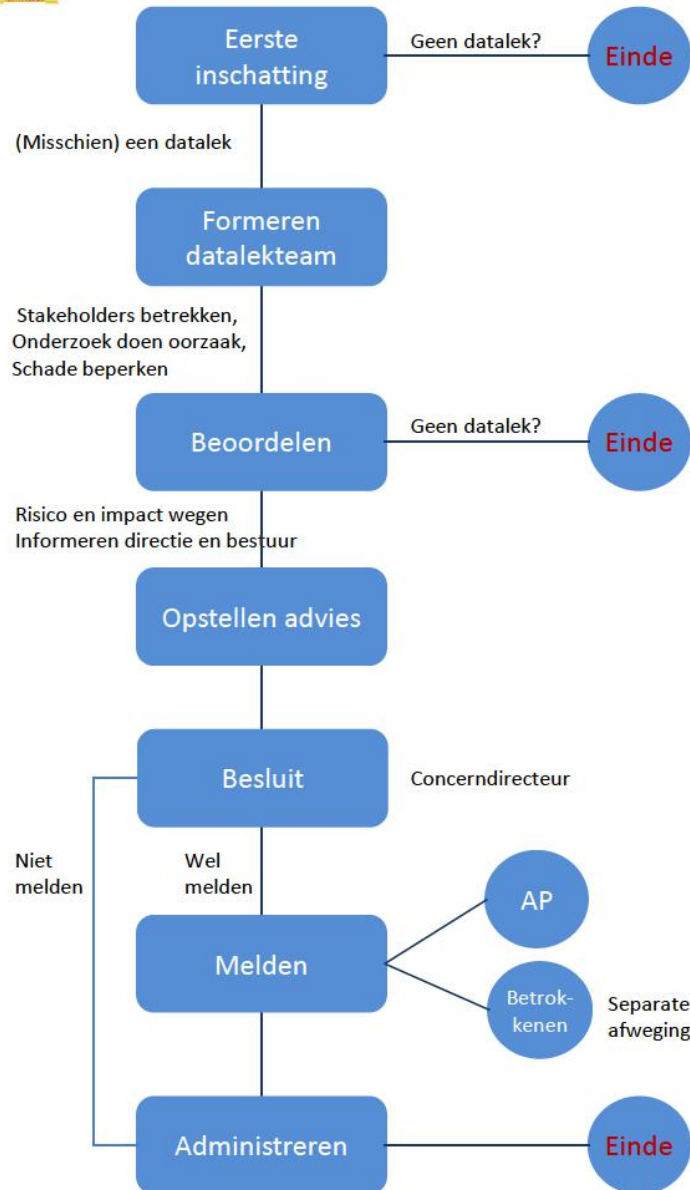 Eerste
inschatting
Geen datalek?
Einde
(Misschien) een datalek
Formeren
datalekteam
Stakeholders betrekken,
Onderzoek doen oorzaak,
Schade beperken
Beoordelen
Geen datalek?
Einde
Risico en impact wegen
Informeren directie en bestuur
Opstellen advies
Besluit
Concerndirecteur
Niet
melden
Wel
melden
Melden
AP
Betrok-
kenen
Separate
afweging
Administreren
Einde